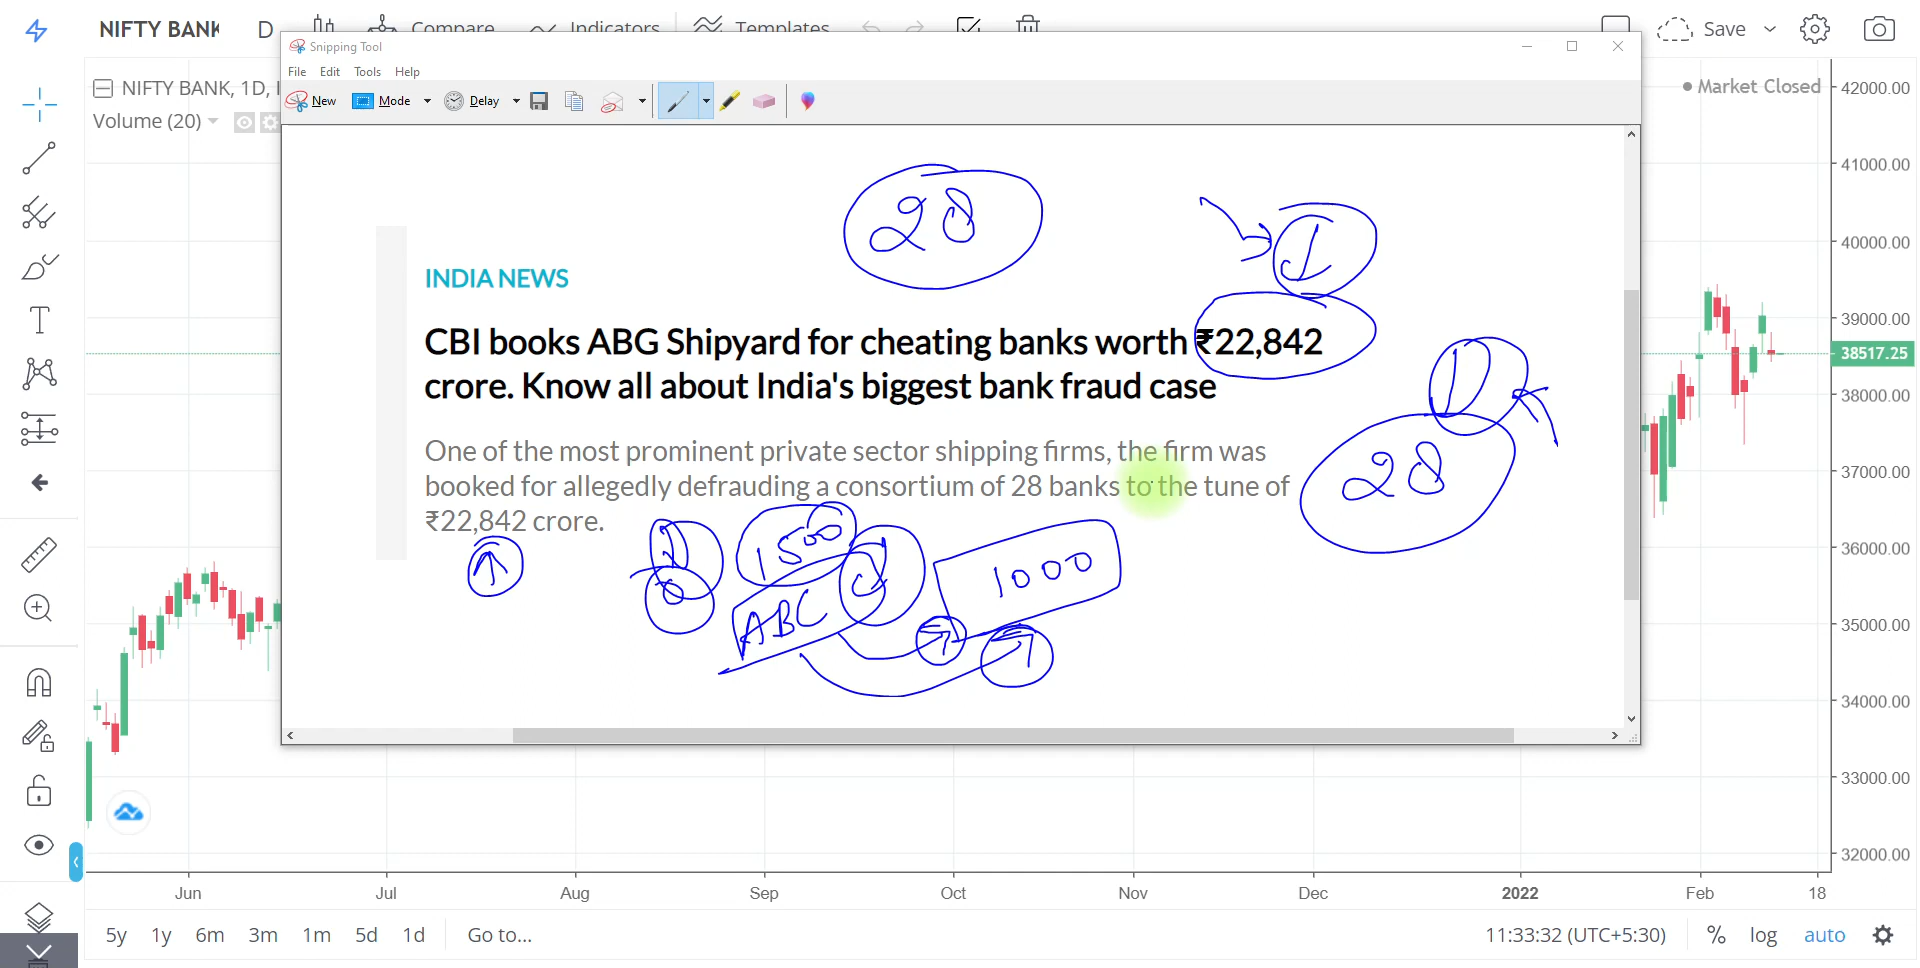 NIFTY BANK D Compare Indicators Templates Save
Snipping Tool
File Edit Tools Help
New Mode Delay
NIFTY BANK, 1D, I
Volume (20)
Market Closed
42000.00
41000.00
40000.00
39000.00
38517.25
38000.00
37000.00
36000.00
35000.00
34000.00
33000.00
32000.00
28
INDIA NEWS
CBI books ABG Shipyard for cheating banks worth ₹22,842
crore. Know all about India's biggest bank fraud case
One of the most prominent private sector shipping firms, the firm was
booked for allegedly defrauding a consortium of 28 banks to the tune of
₹22,842 crore.
28
1500
1000
ABC
Jun Jul Aug Sep Oct Nov Dec 2022 Feb 18
5y 1y 6m 3m 1m 5d 1d Go to... 11:33:32 (UTC+5:30) % log auto